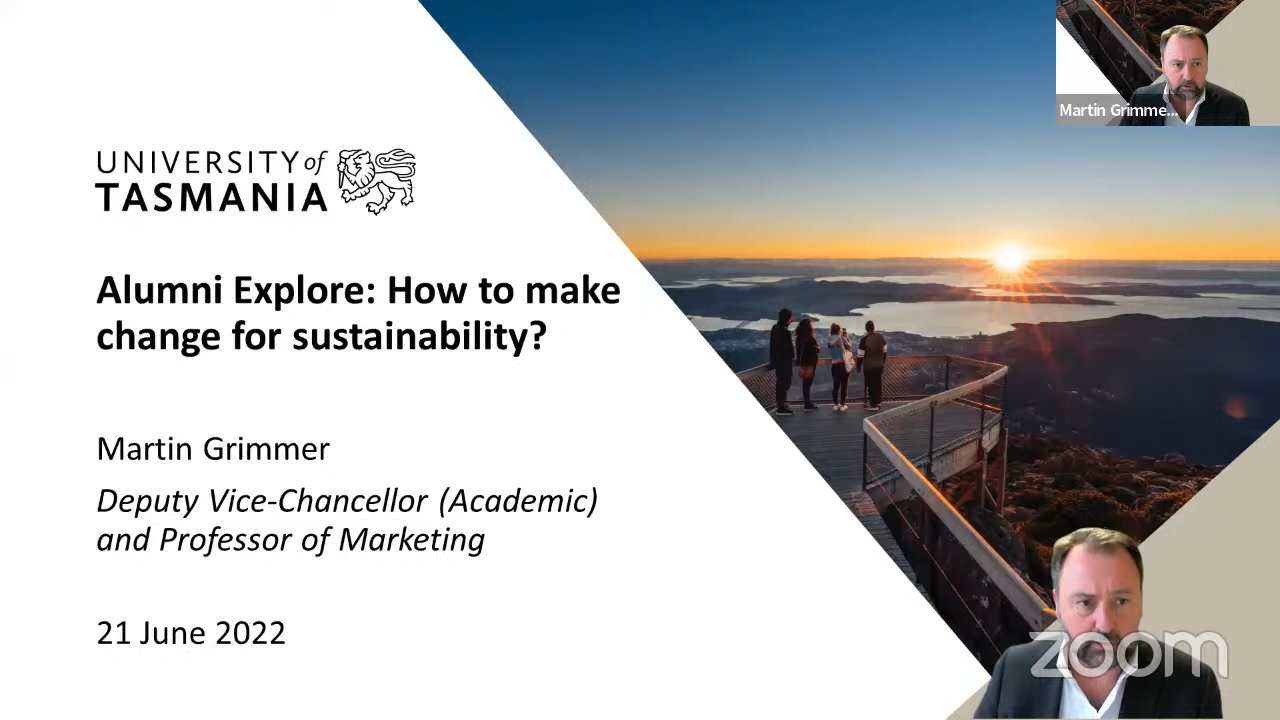 Martin Grimme...
UNIVERSITY of
TASMANIA
Alumni Explore: How to make
change for sustainability?
Martin Grimmer
Deputy Vice-Chancellor (Academic)
and Professor of Marketing
21 June 2022
zoom